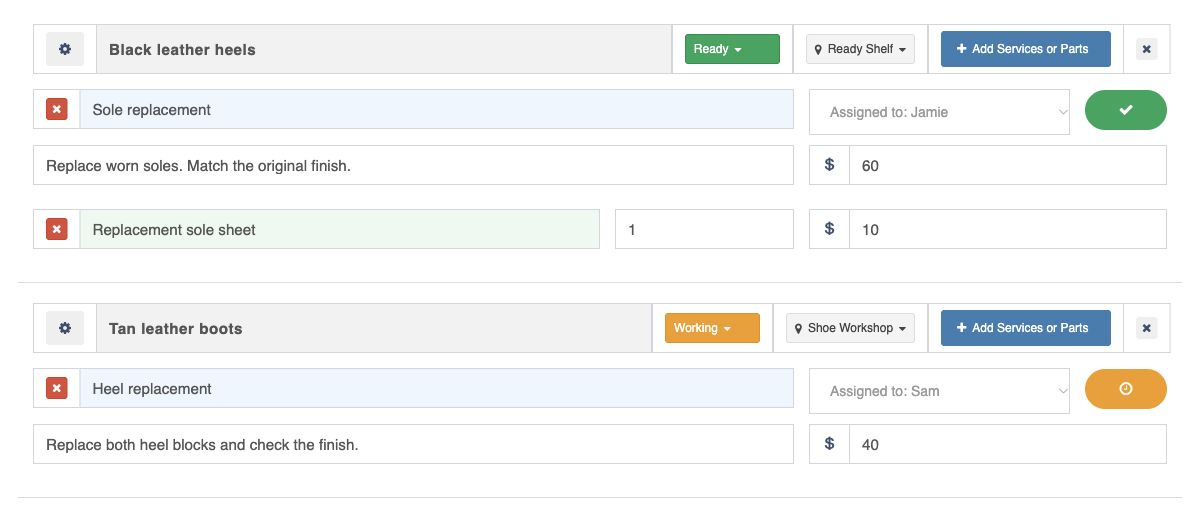 Black leather heels
Ready
Ready Shelf
Add Services or Parts
Sole replacement
Assigned to: Jamie
Replace worn soles. Match the original finish.
$ 60
Replacement sole sheet
1
$ 10
Tan leather boots
Working
Shoe Workshop
Add Services or Parts
Heel replacement
Assigned to: Sam
Replace both heel blocks and check the finish.
$ 40